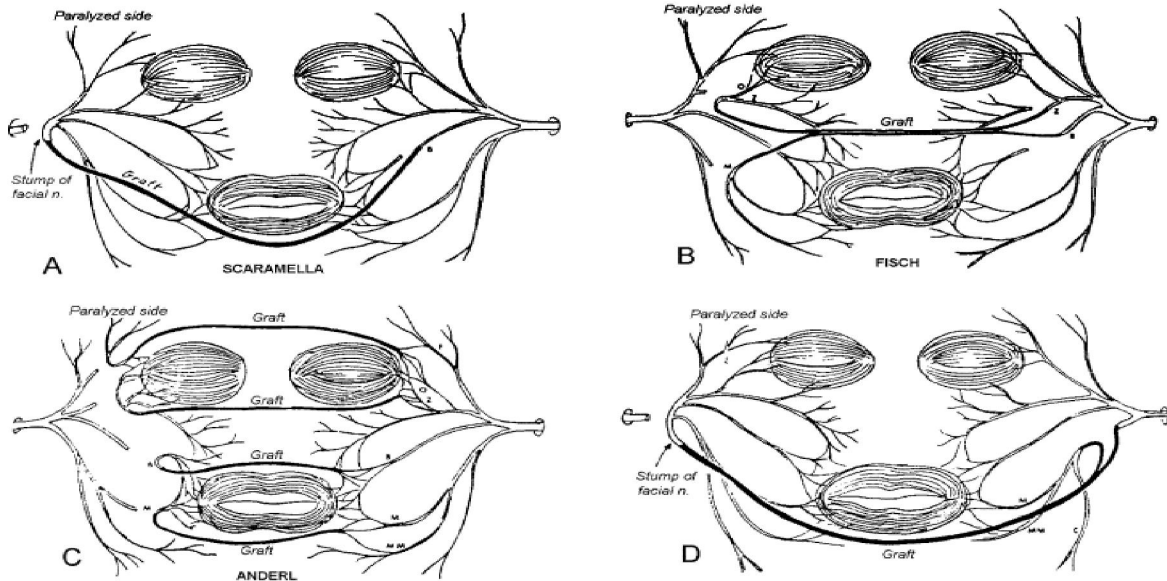 Paralyzed side
Graft
B
Stump of
facial n.
A
SCARAMELLA
Paralyzed side
O
Z
Graft
Z
B
M
B
FISCH
Paralyzed side
Graft
F
O
Z
Graft
Graft
B
B
M
M
M M
Graft
C
ANDERL
Paralyzed side
Stump of
facial n.
M
MM
C
Graft
D